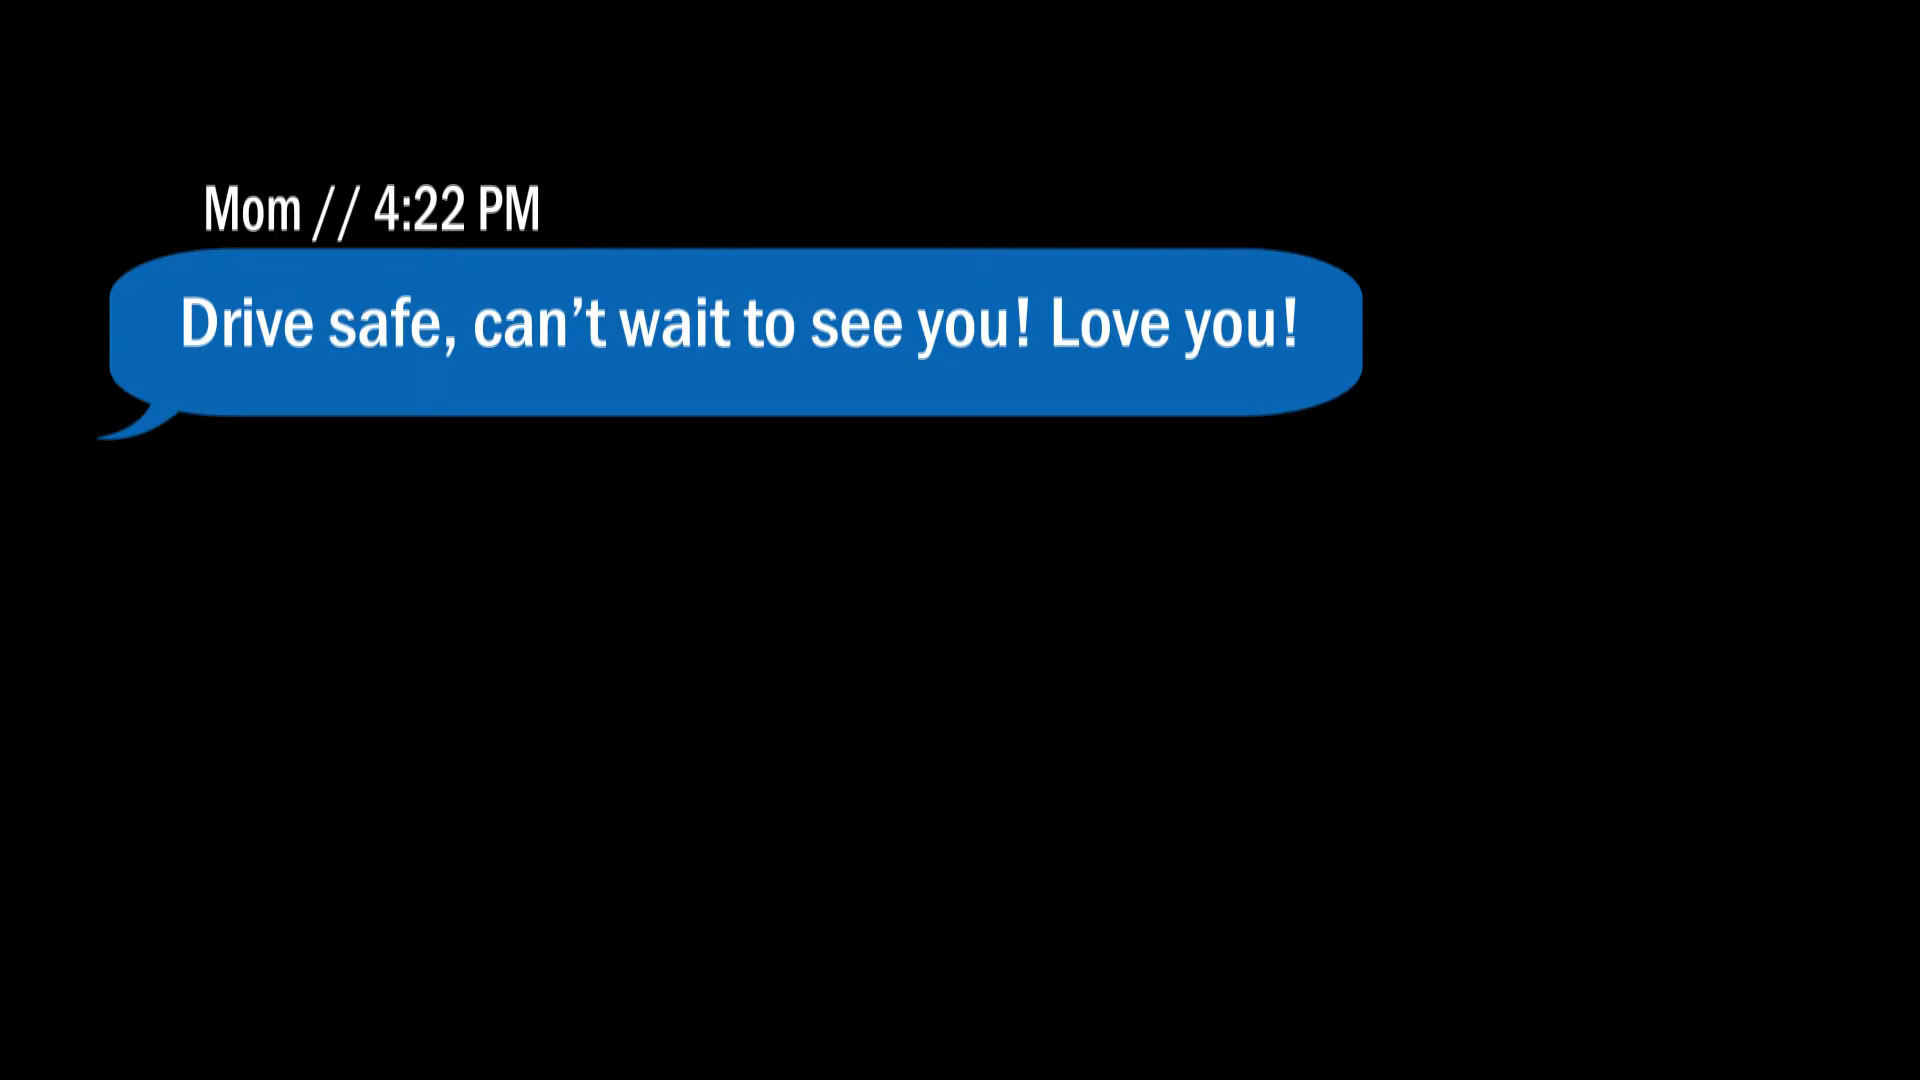 Mom // 4:22 PM
Drive safe, can’t wait to see you! Love you!